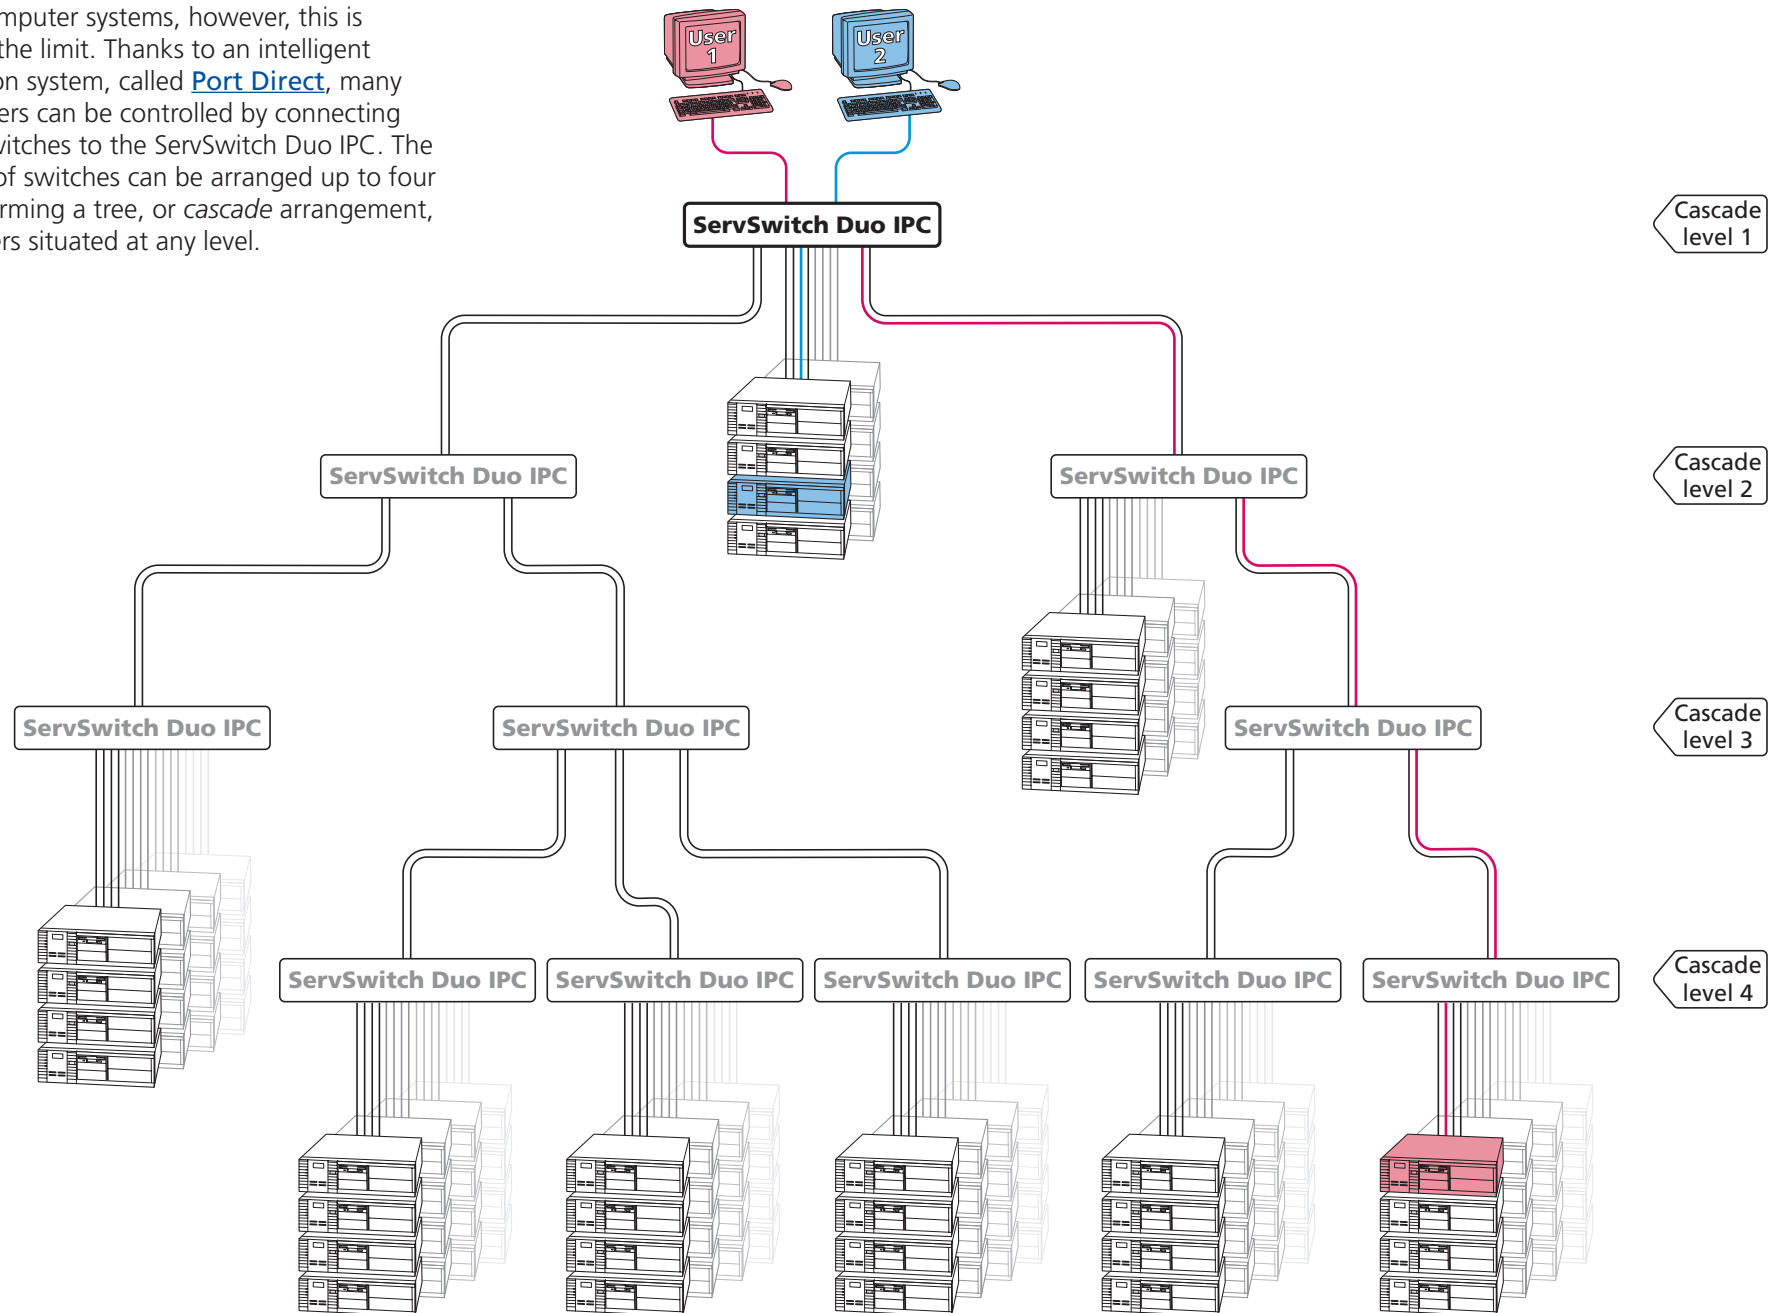 mputer systems, however, this is
the limit. Thanks to an intelligent
on system, called Port Direct, many
ers can be controlled by connecting
witches to the ServSwitch Duo IPC. The
of switches can be arranged up to four
rming a tree, or cascade arrangement,
ers situated at any level.
User
1
User
2
ServSwitch Duo IPC
Cascade
level 1
ServSwitch Duo IPC
ServSwitch Duo IPC
Cascade
level 2
ServSwitch Duo IPC
ServSwitch Duo IPC
ServSwitch Duo IPC
Cascade
level 3
ServSwitch Duo IPC
ServSwitch Duo IPC
ServSwitch Duo IPC
ServSwitch Duo IPC
ServSwitch Duo IPC
Cascade
level 4